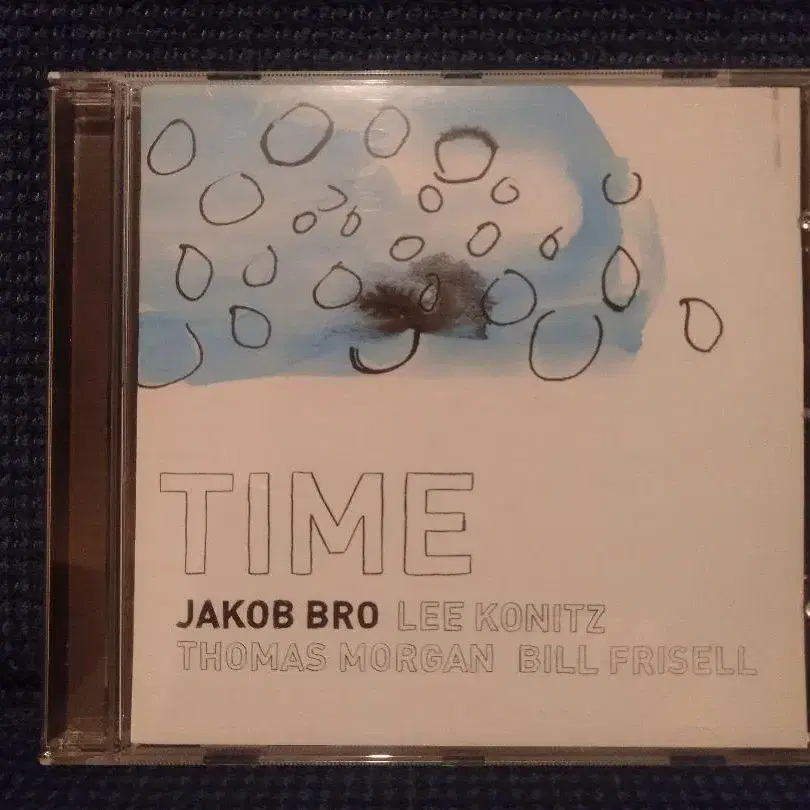 TIME
JAKOB BRO LEE KONITZ
THOMAS MORGAN BILL FRISELL